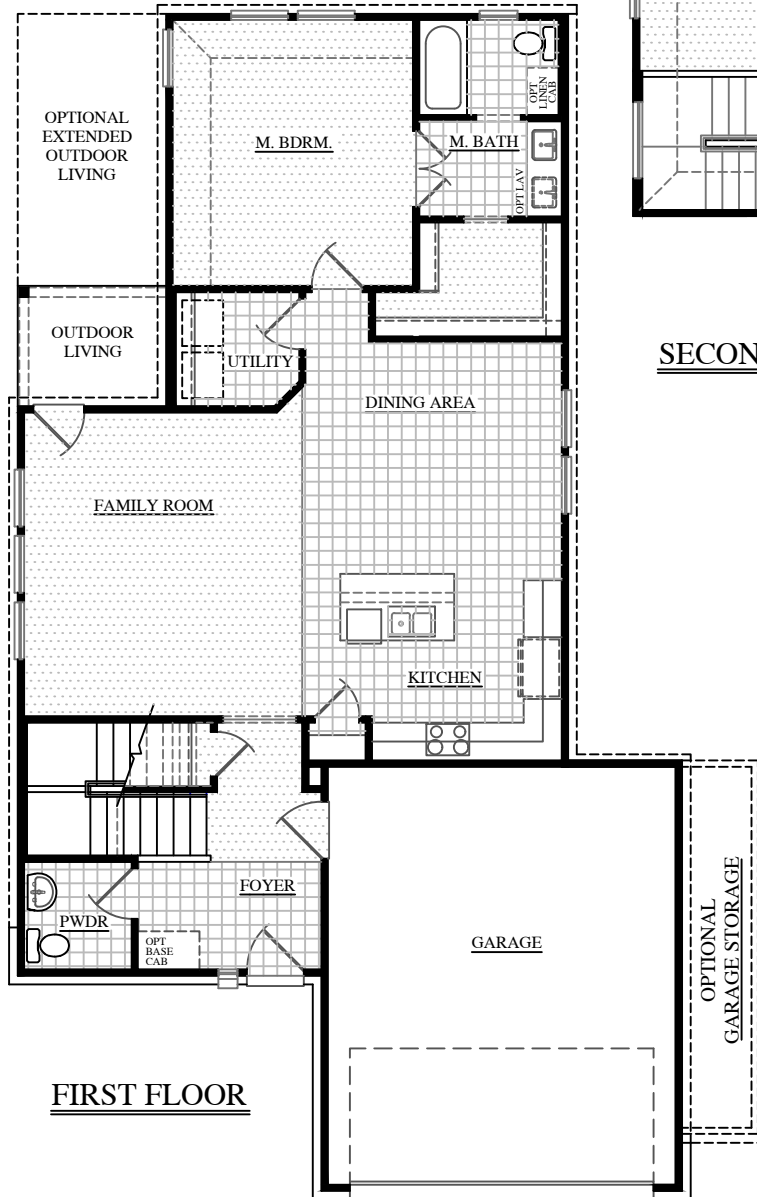 OPTIONAL
EXTENDED
OUTDOOR
LIVING
M. BDRM.
M. BATH
OPT
LINEN
CAB
OPT LAV
OUTDOOR
LIVING
UTILITY
DINING AREA
SECON
FAMILY ROOM
KITCHEN
FOYER
PWDR
OPT
BASE
CAB
GARAGE
OPTIONAL
GARAGE STORAGE
FIRST FLOOR